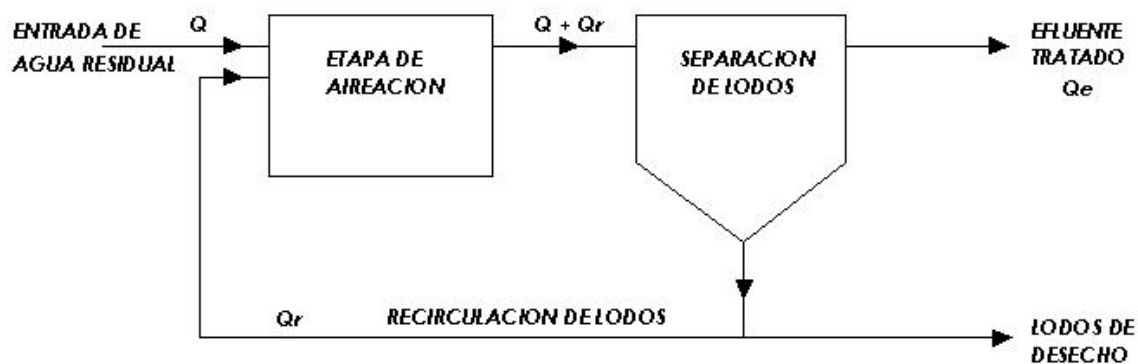 ENTRADA DE
AGUA RESIDUAL
Q
ETAPA DE
AIREACION
Q + Qr
SEPARACION
DE LODOS
EFLUENTE
TRATADO
Qe
Qr
RECIRCULACION DE LODOS
LODOS DE
DESECHO